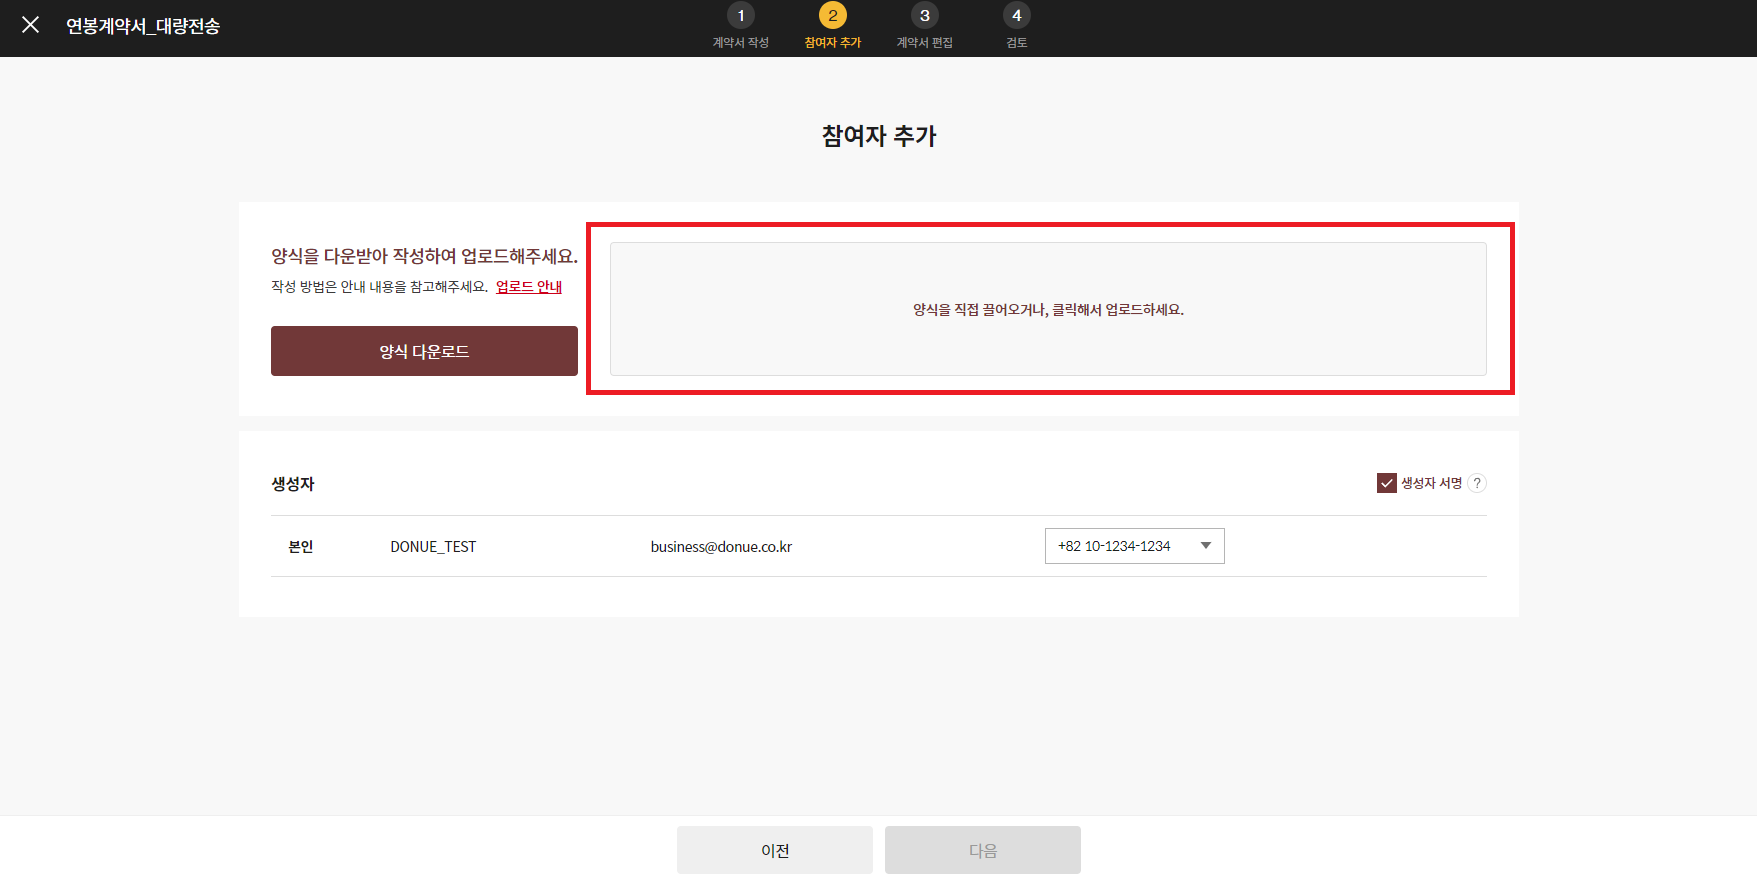 연봉계약서_대량전송
1
2
3
4
계약서 작성
참여자 추가
계약서 편집
검토
참여자 추가
양식을 다운받아 작성하여 업로드해주세요.
작성 방법은 안내 내용을 참고해주세요. 업로드 안내
양식 다운로드
양식을 직접 끌어오거나, 클릭해서 업로드하세요.
생성자
생성자 서명 ?
본인 DONUE_TEST business@donue.co.kr +82 10-1234-1234
이전
다음